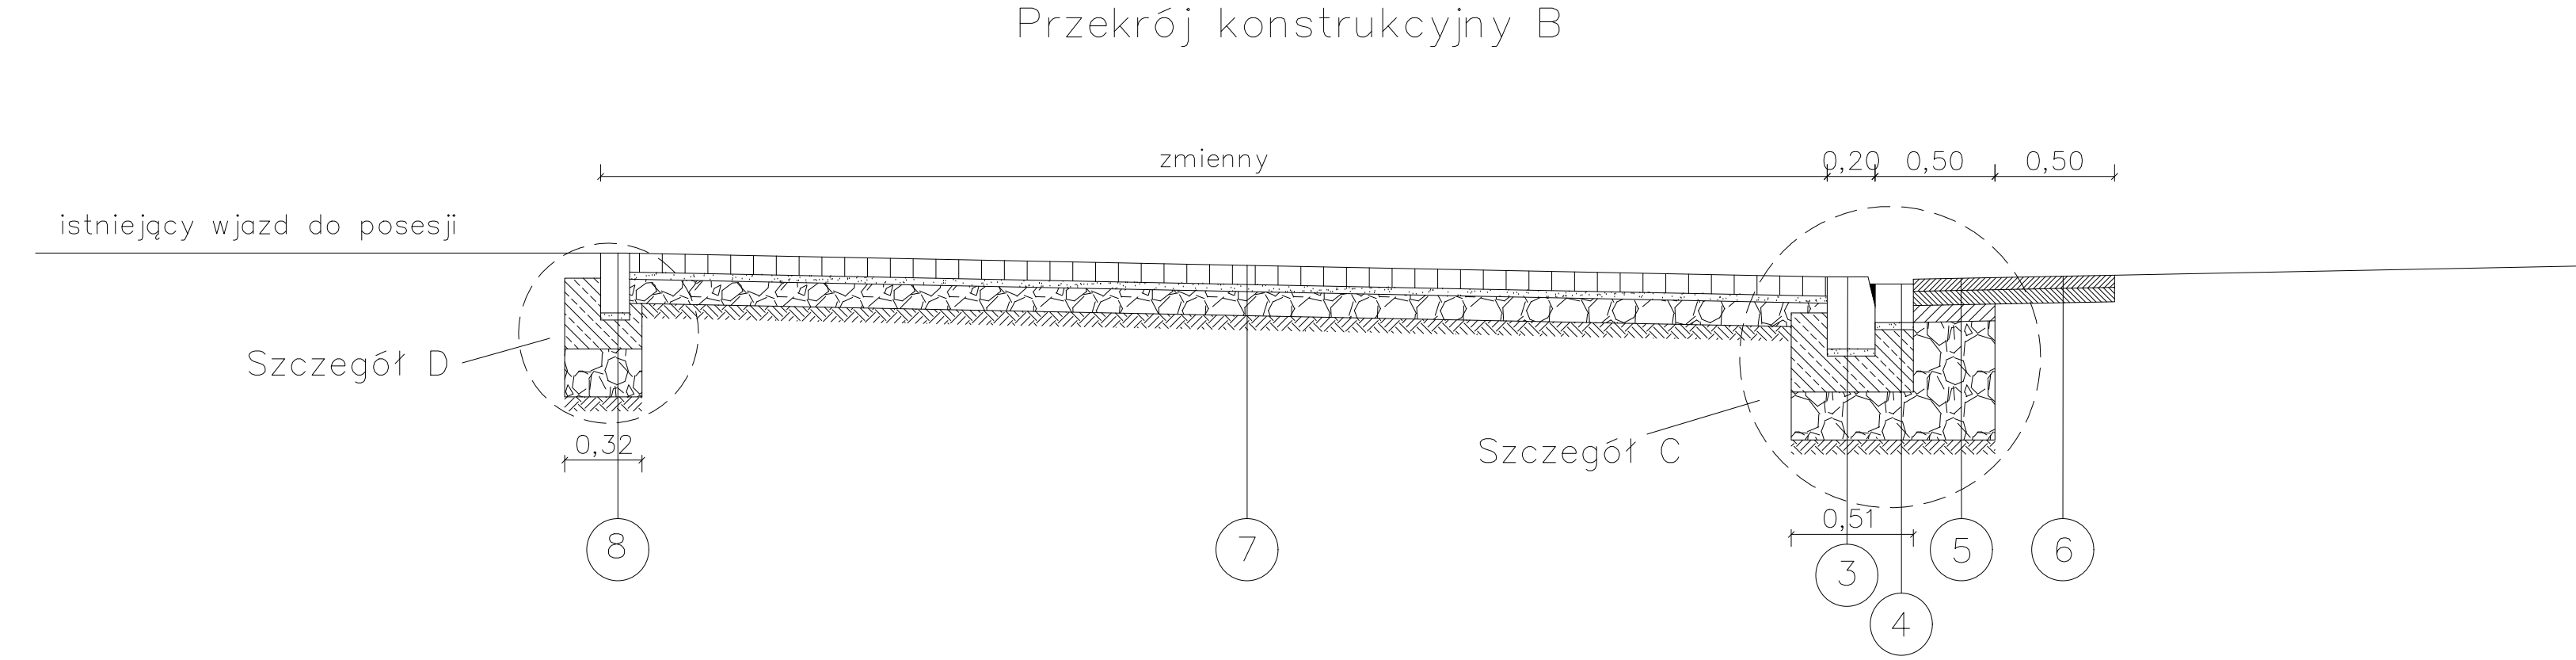 Przekrój konstrukcyjny B
zmienny
0,20
0,50
0,50
istniejący wjazd do posesji
Szczegół D
Szczegół C
0,32
0,51
8
7
3
4
5
6